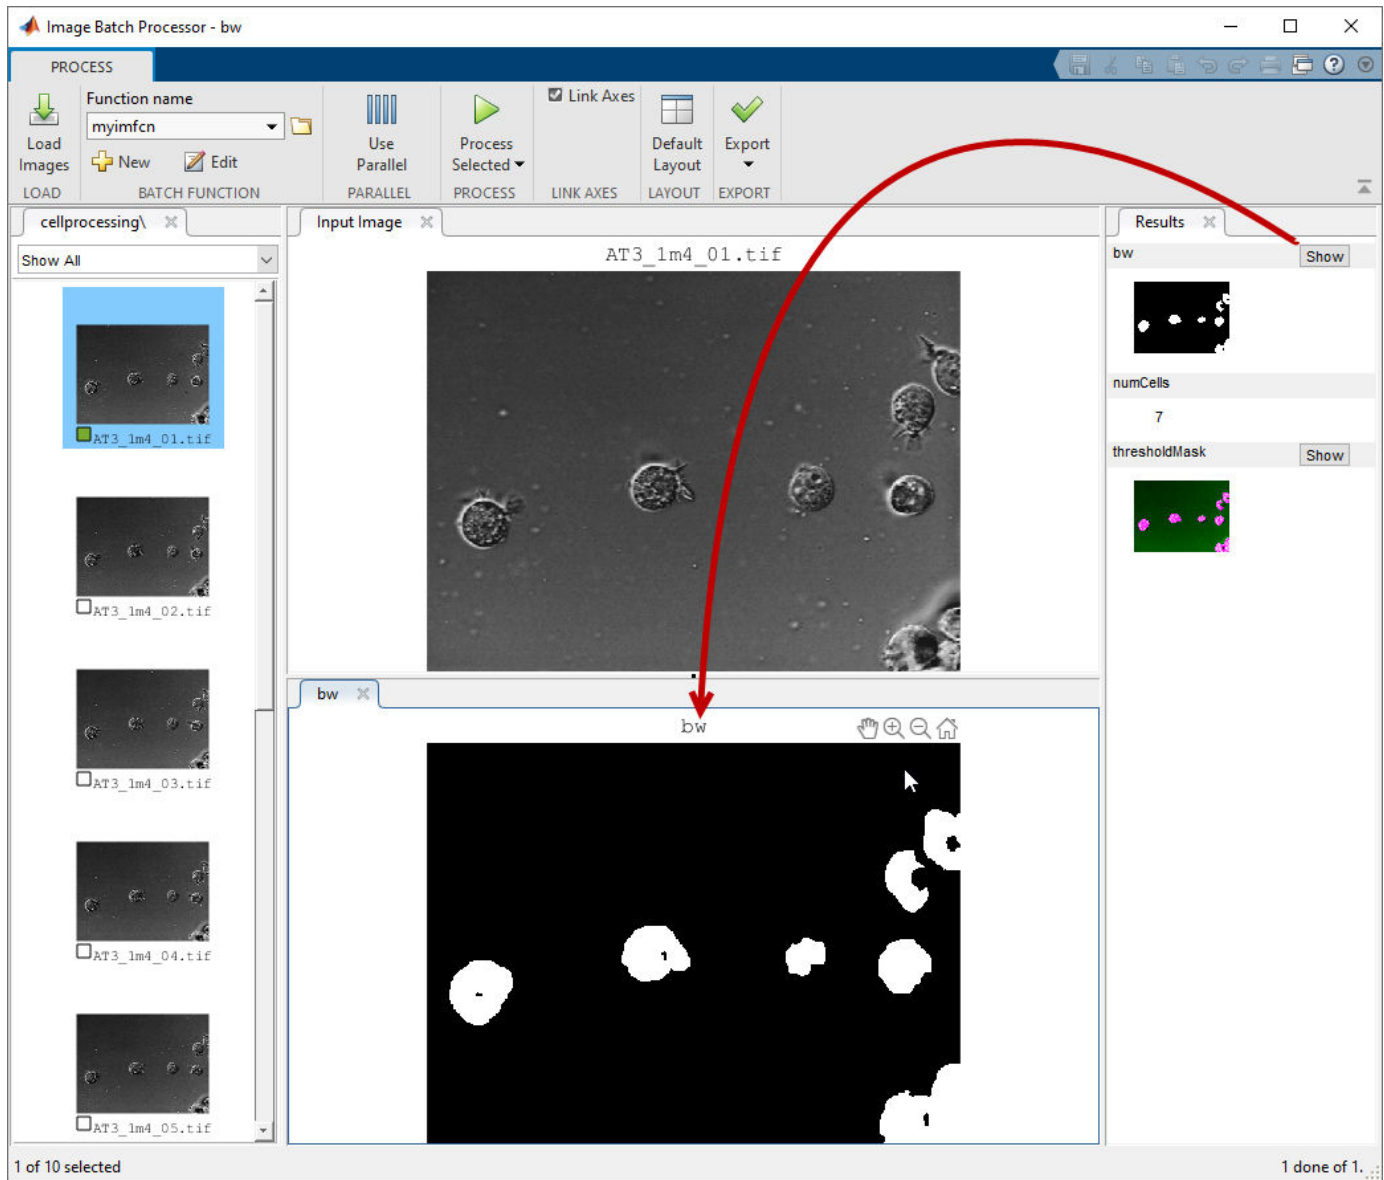 Image Batch Processor - bw
PROCESS
Load Images
LOAD
Function name
myimfcn
New
Edit
BATCH FUNCTION
Use Parallel
PARALLEL
Process Selected
PROCESS
Link Axes
LINK AXES
Default Layout
LAYOUT
Export
EXPORT
cellprocessing\
Show All
AT3_1m4_01.tif
AT3_1m4_02.tif
AT3_1m4_03.tif
AT3_1m4_04.tif
AT3_1m4_05.tif
Input Image
AT3_1m4_01.tif
bw
bw
Results
bw
Show
numCells
7
thresholdMask
Show
1 of 10 selected
1 done of 1.